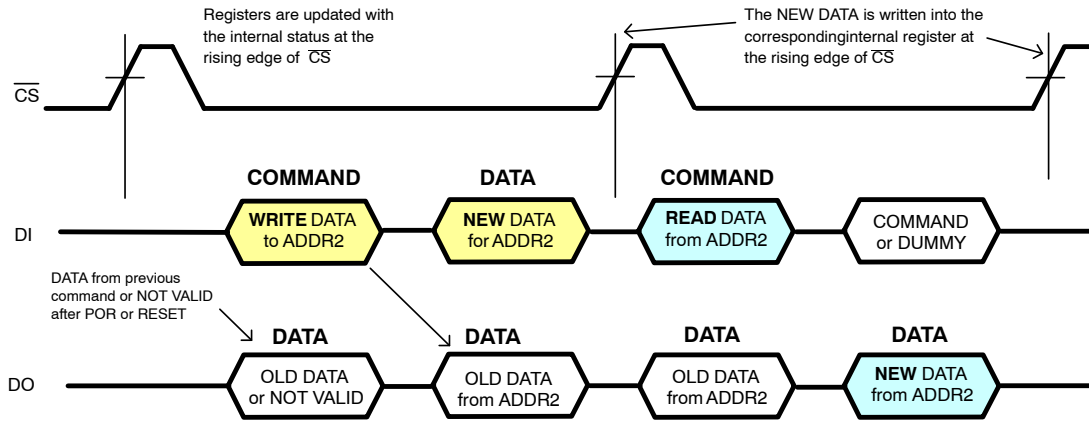 Registers are updated with
the internal status at the
rising edge of C̅S̅
The NEW DATA is written into the
correspondinginternal register at
the rising edge of C̅S̅
C̅S̅
COMMAND
DATA
COMMAND
DI
WRITE DATA
to ADDR2
NEW DATA
for ADDR2
READ DATA
from ADDR2
COMMAND
or DUMMY
DATA from previous
command or NOT VALID
after POR or RESET
DATA
DATA
DATA
DATA
DO
OLD DATA
or NOT VALID
OLD DATA
from ADDR2
OLD DATA
from ADDR2
NEW DATA
from ADDR2